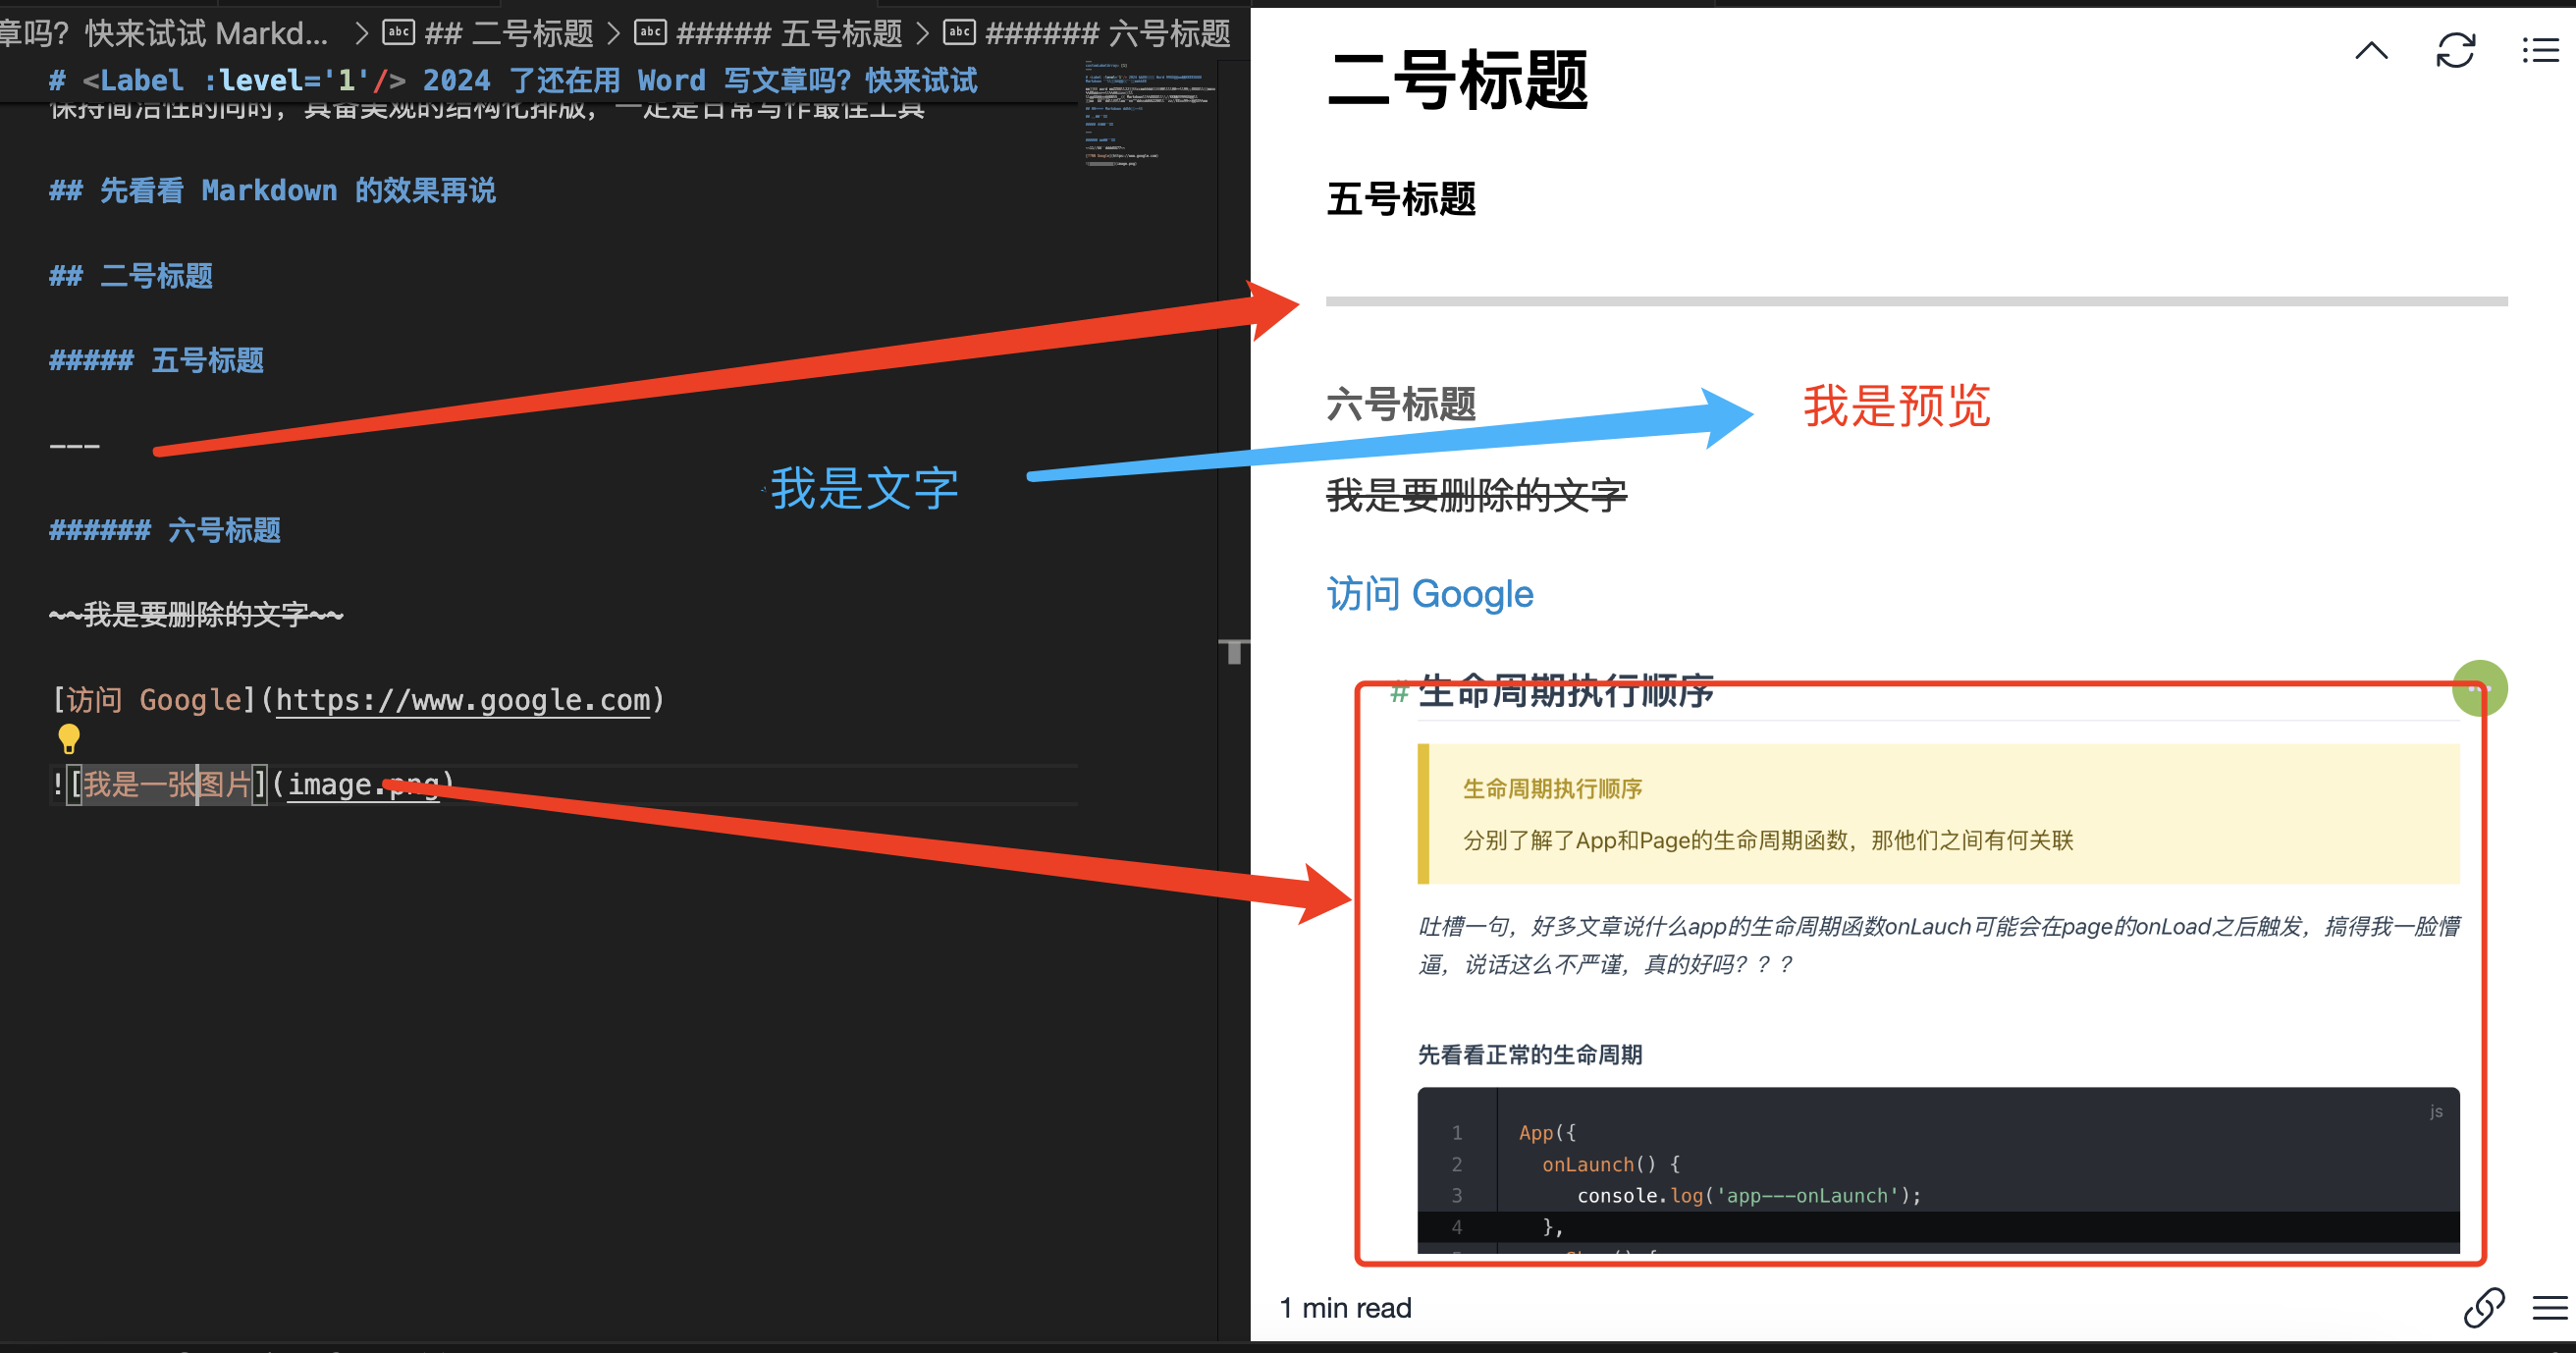 章吗？快来试试 Markd... > abc ## 二号标题 > abc ##### 五号标题 > abc ###### 六号标题
# <Label :level='1'/> 2024 了还在用 Word 写文章吗？快来试试
保持简洁性的同时，具备美观的结构化排版，一定是日常写作最佳工具
## 先看看 Markdown 的效果再说
## 二号标题
##### 五号标题
---
我是文字
###### 六号标题
~~我是要删除的文字~~
[访问 Google](https://www.google.com)
![我是一张图片](image.png)
二号标题
五号标题
六号标题
我是预览
我是要删除的文字
访问 Google
# 生命周期执行顺序
生命周期执行顺序
分别了解了App和Page的生命周期函数，那他们之间有何关联
吐槽一句，好多文章说什么app的生命周期函数onLauch可能会在page的onLoad之后触发，搞得我一脸懵
逼，说话这么不严谨，真的好吗？？？
先看看正常的生命周期
js
1 App({
2 onLaunch() {
3 console.log('app---onLaunch');
4 },
1 min read